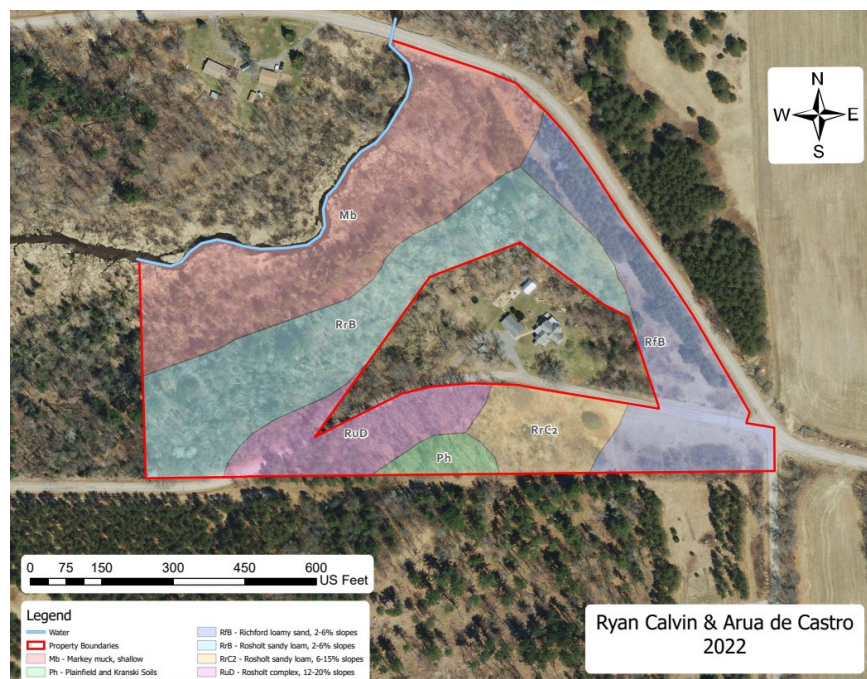 N
W E
S
Mb
RrB
RfB
RuD
RrC2
Ph
0 75 150 300 450 600
US Feet
Legend
Water
Property Boundaries
Mb - Markey muck, shallow
Ph - Plainfield and Kranski Soils
RfB - Richford loamy sand, 2-6% slopes
RrB - Rosholt sandy loam, 2-6% slopes
RrC2 - Rosholt sandy loam, 6-15% slopes
RuD - Rosholt complex, 12-20% slopes
Ryan Calvin & Arua de Castro
2022